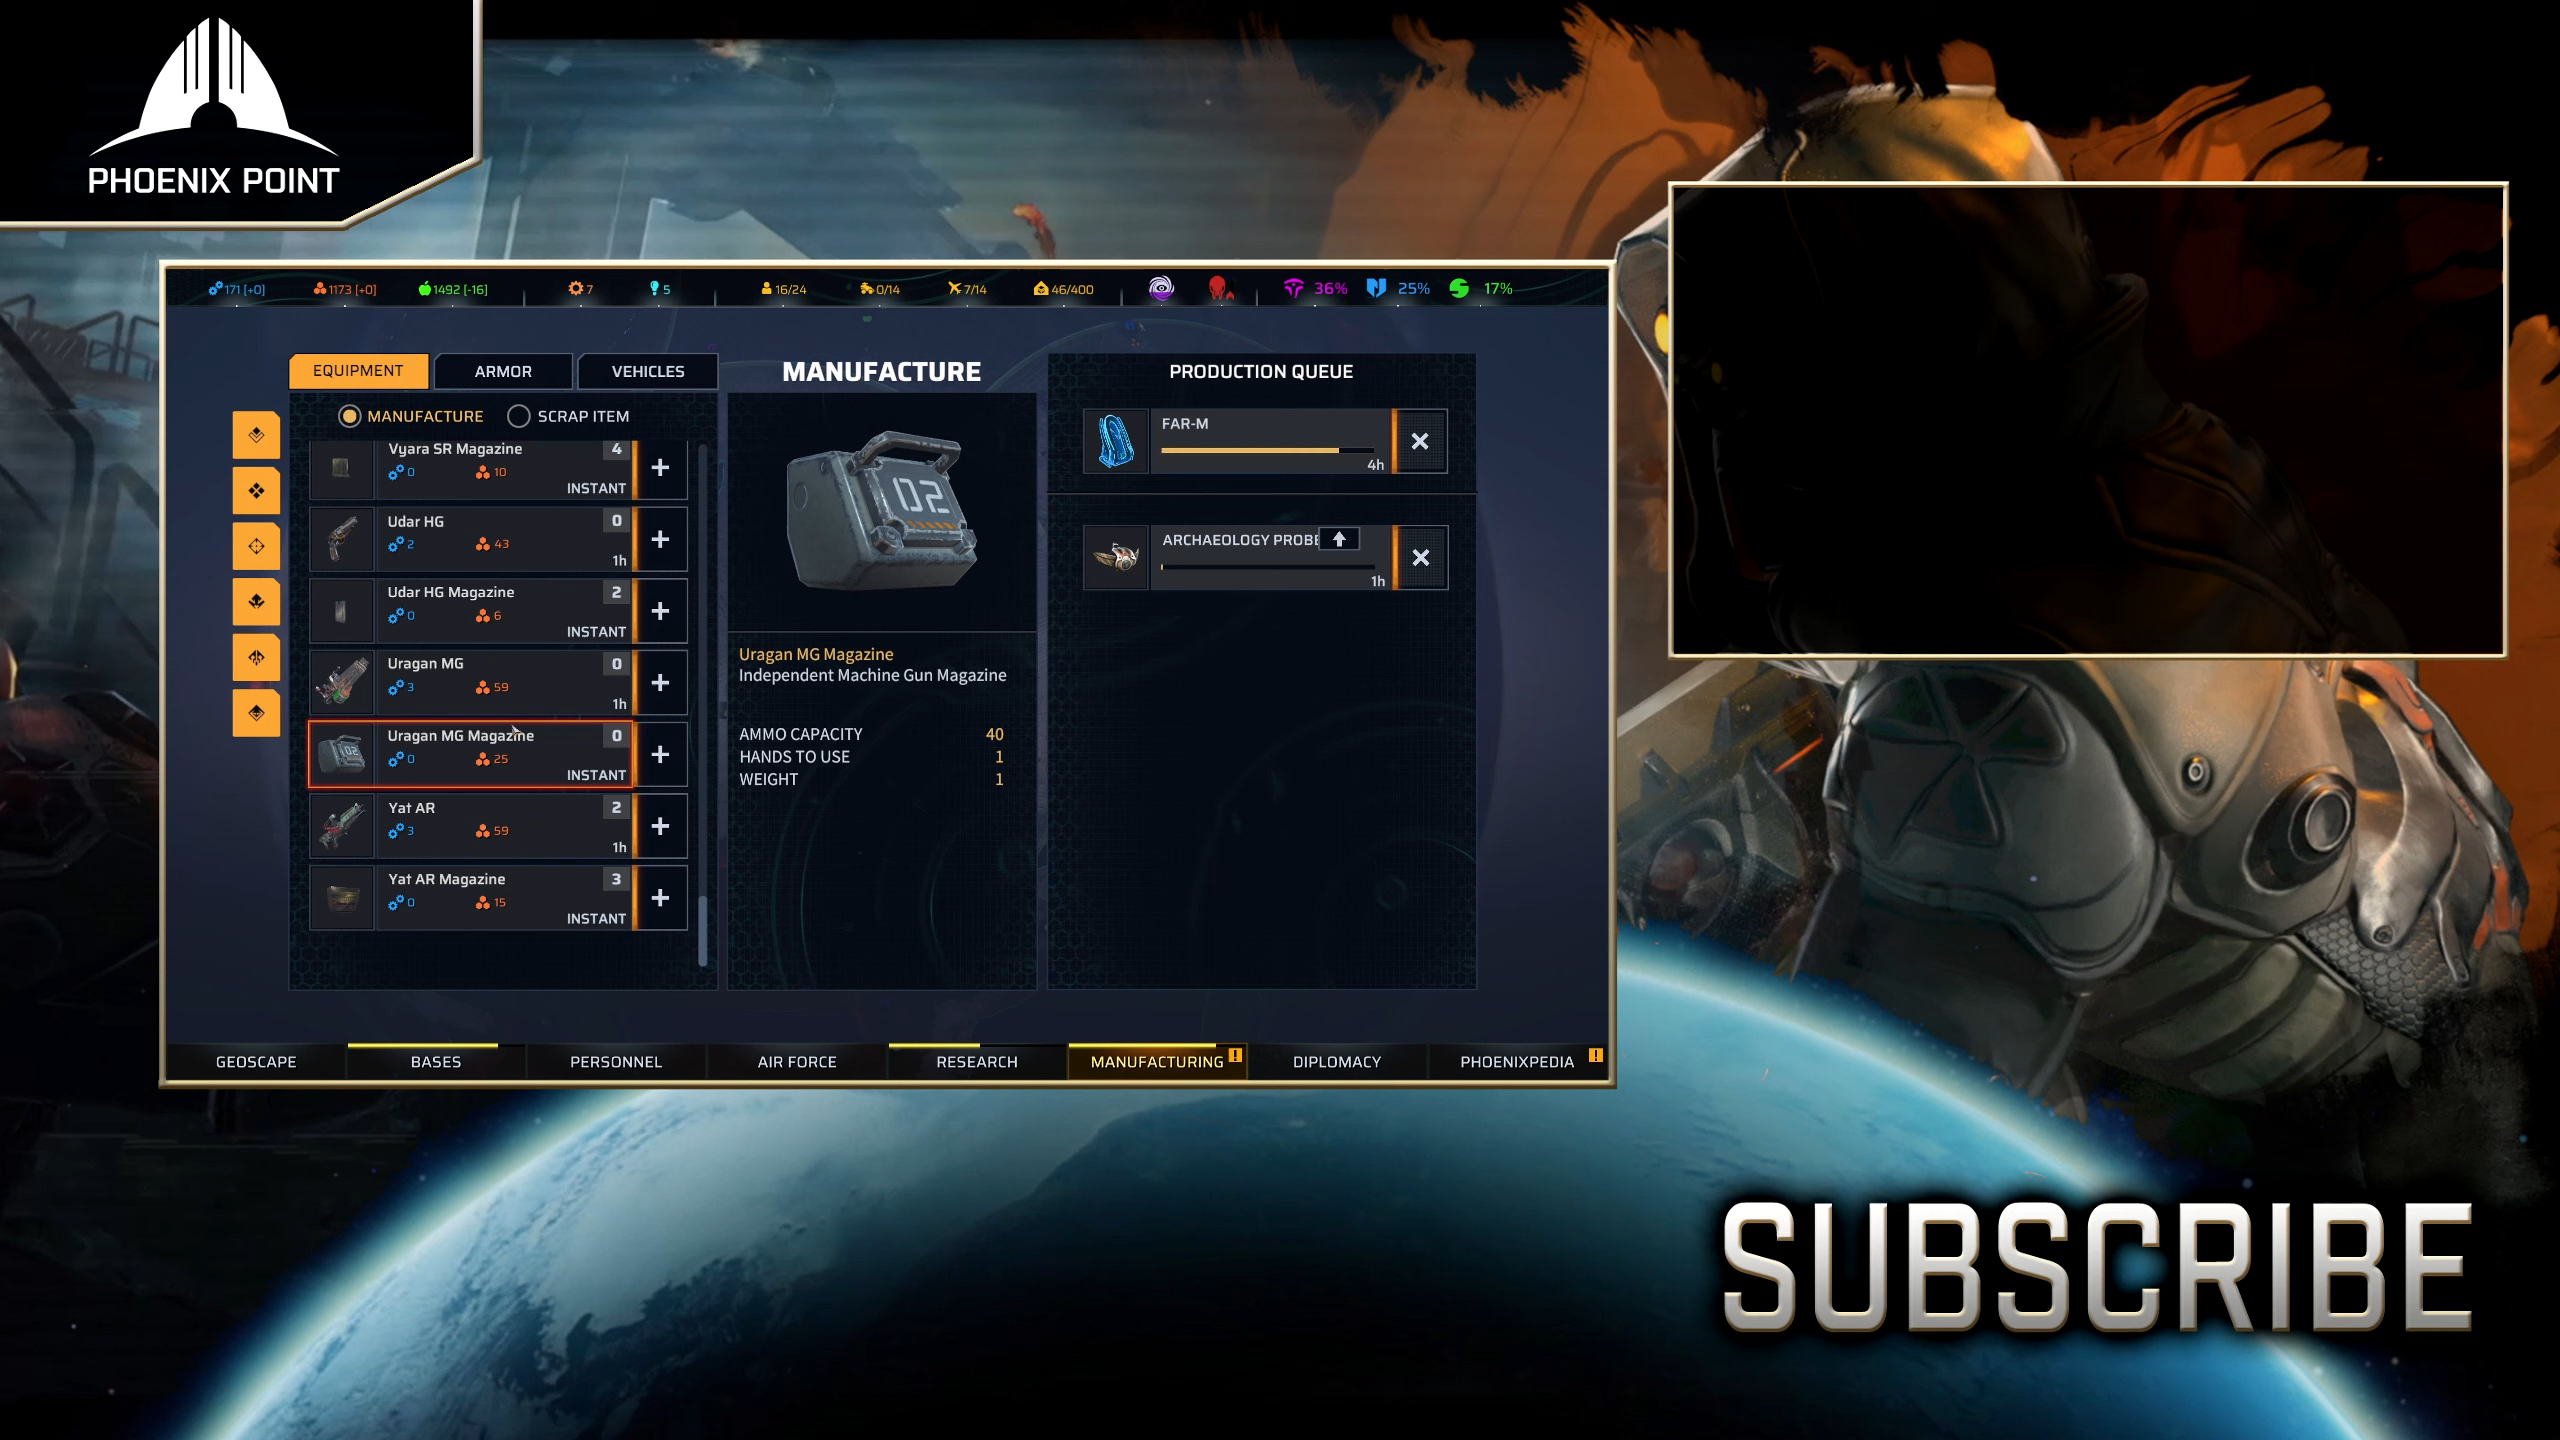 PHOENIX POINT
171 [+0] 1173 [+0] 1492 [-16] 7 5 16/24 0/14 7/14 46/400 36% 25% 17%
EQUIPMENT ARMOR VEHICLES
MANUFACTURE SCRAP ITEM
Vyara SR Magazine 4
0 10
INSTANT
Udar HG 0
2 43
1h
Udar HG Magazine 2
0 6
INSTANT
Uragan MG 0
3 59
1h
Uragan MG Magazine 0
0 25
INSTANT
Yat AR 2
3 59
1h
Yat AR Magazine 3
0 15
INSTANT
MANUFACTURE
02
Uragan MG Magazine
Independent Machine Gun Magazine
AMMO CAPACITY 40
HANDS TO USE 1
WEIGHT 1
PRODUCTION QUEUE
FAR-M
4h
ARCHAEOLOGY PROBE
1h
GEOSCAPE BASES PERSONNEL AIR FORCE RESEARCH MANUFACTURING ! DIPLOMACY PHOENIXPEDIA !
SUBSCRIBE